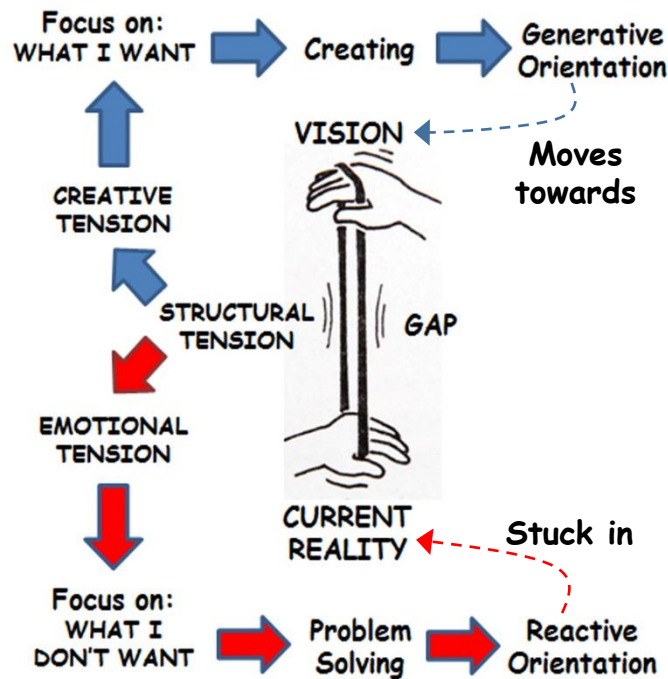 Focus on:
WHAT I WANT
Creating
Generative
Orientation
VISION
Moves
towards
CREATIVE
TENSION
STRUCTURAL
TENSION
GAP
EMOTIONAL
TENSION
CURRENT
REALITY
Stuck in
Focus on:
WHAT I
DON'T WANT
Problem
Solving
Reactive
Orientation